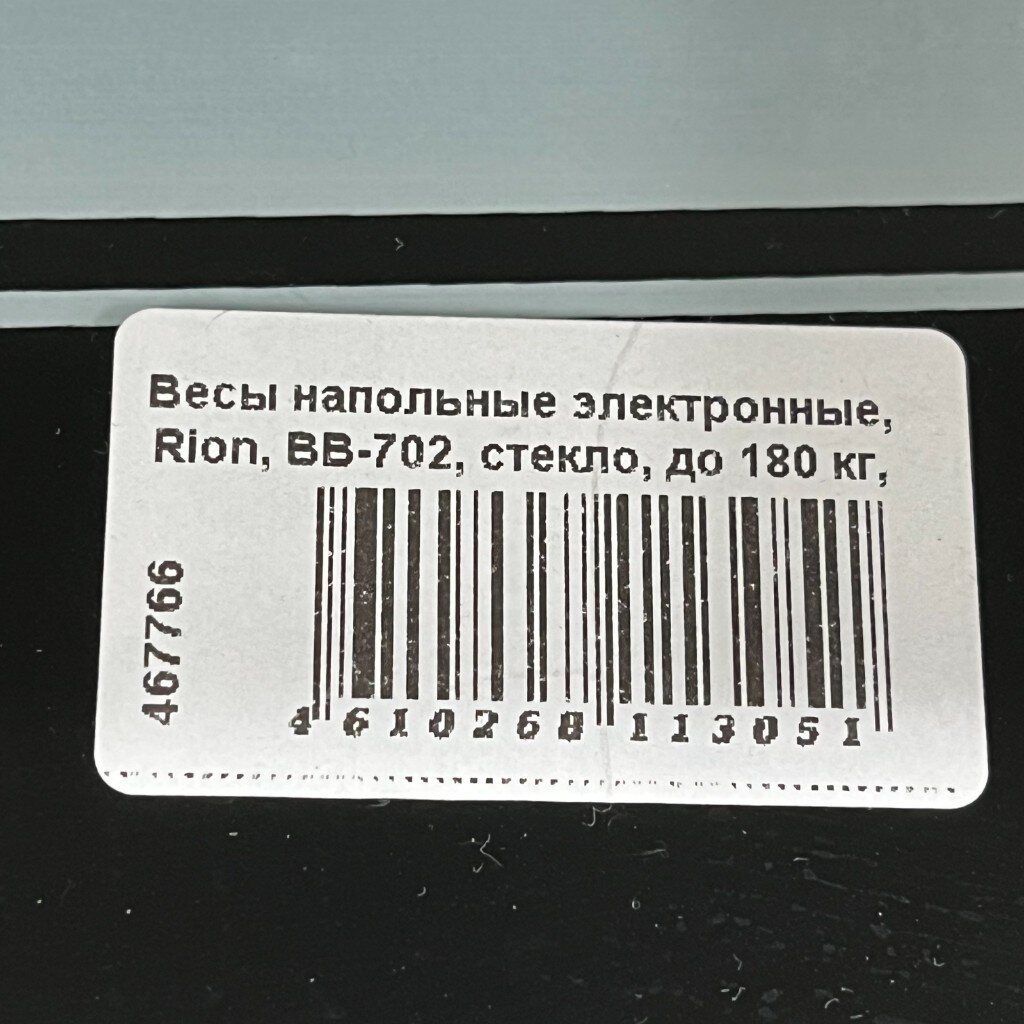 Весы напольные электронные,
Rion, BB-702, стекло, до 180 кг,
467766
4 610268 113051